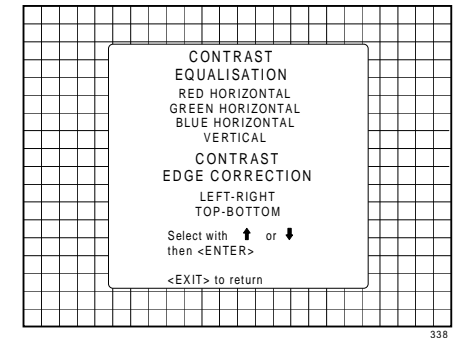 CONTRAST
EQUALISATION
RED HORIZONTAL
GREEN HORIZONTAL
BLUE HORIZONTAL
VERTICAL
CONTRAST
EDGE CORRECTION
LEFT-RIGHT
TOP-BOTTOM
Select with ⬆ or ⬇
then <ENTER>
<EXIT> to return
338